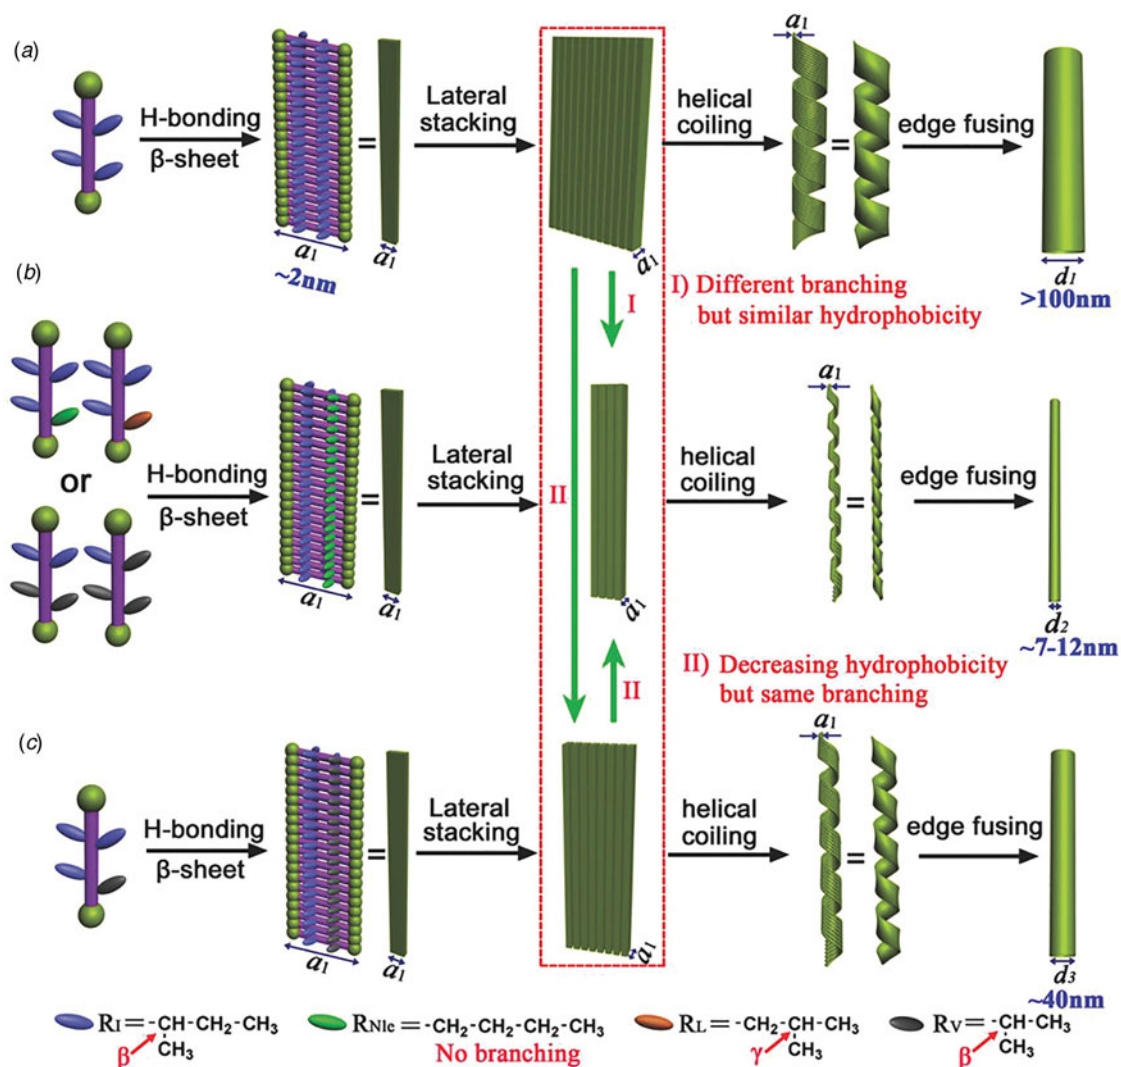 (a)
H-bonding
β-sheet
a1
~2nm
=
a1
Lateral
stacking
a1
helical
coiling
a1
=
edge fusing
d1
>100nm
I
I) Different branching
but similar hydrophobicity
(b)
or
H-bonding
β-sheet
a1
=
a1
Lateral
stacking
II
a1
helical
coiling
a1
=
edge fusing
d2
~7-12nm
II
II) Decreasing hydrophobicity
but same branching
(c)
H-bonding
β-sheet
a1
=
a1
Lateral
stacking
a1
helical
coiling
a1
=
edge fusing
d3
~40nm
RI = -CH-CH2-CH3
β
CH3
RNle = -CH2-CH2-CH2-CH3
No branching
RL = -CH2-CH-CH3
γ
CH3
RV = -CH-CH3
β
CH3